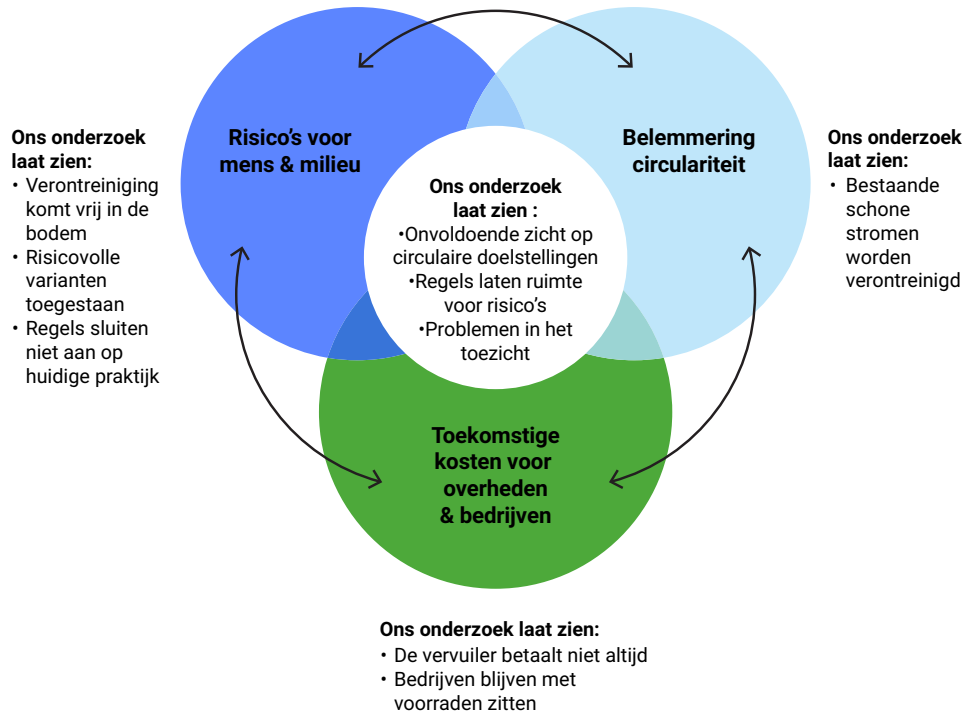 Risico's voor
mens & milieu
Belemmering
circulariteit
Ons onderzoek
laat zien:
• Verontreiniging
komt vrij in de
bodem
• Risicovolle
varianten
toegestaan
• Regels sluiten
niet aan op
huidige praktijk
Ons onderzoek
laat zien :
•Onvoldoende zicht op
circulaire doelstellingen
•Regels laten ruimte
voor risico's
•Problemen in het
toezicht
Ons onderzoek
laat zien:
• Bestaande
schone
stromen
worden
verontreinigd
Toekomstige
kosten voor
overheden
& bedrijven
Ons onderzoek laat zien:
• De vervuiler betaalt niet altijd
• Bedrijven blijven met
voorraden zitten